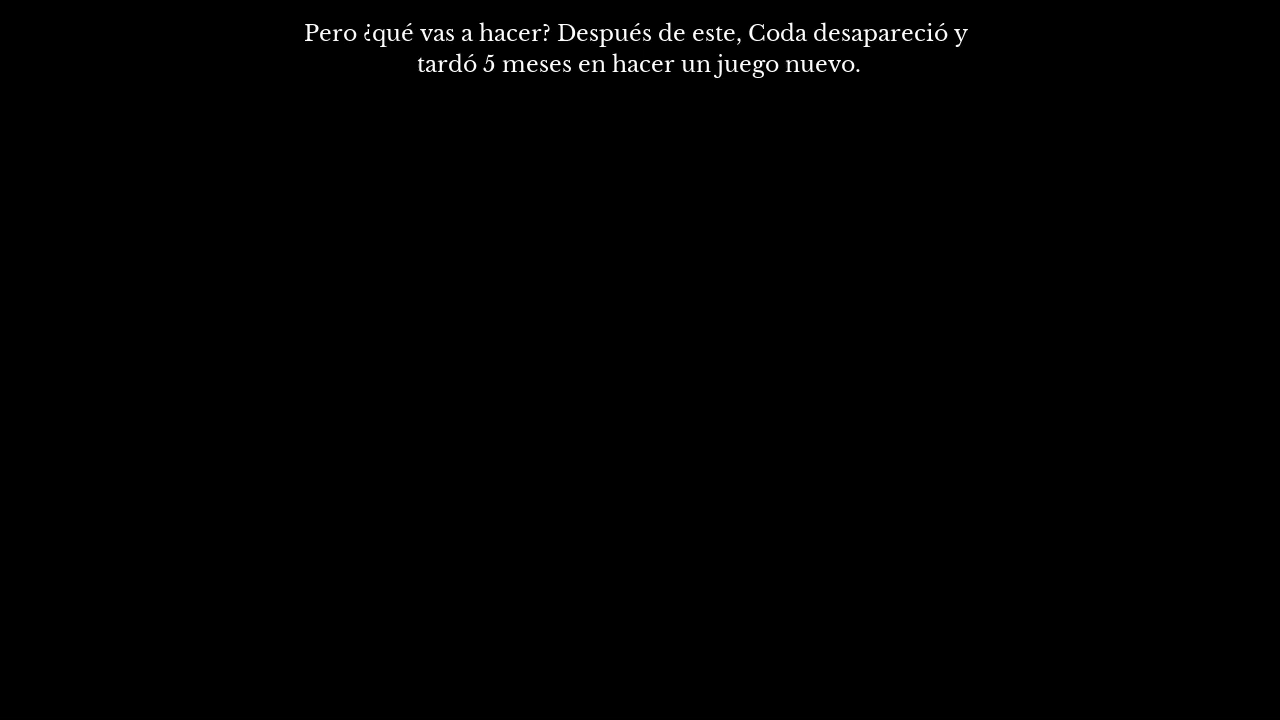 Pero ¿qué vas a hacer? Después de este, Coda desapareció y
tardó 5 meses en hacer un juego nuevo.